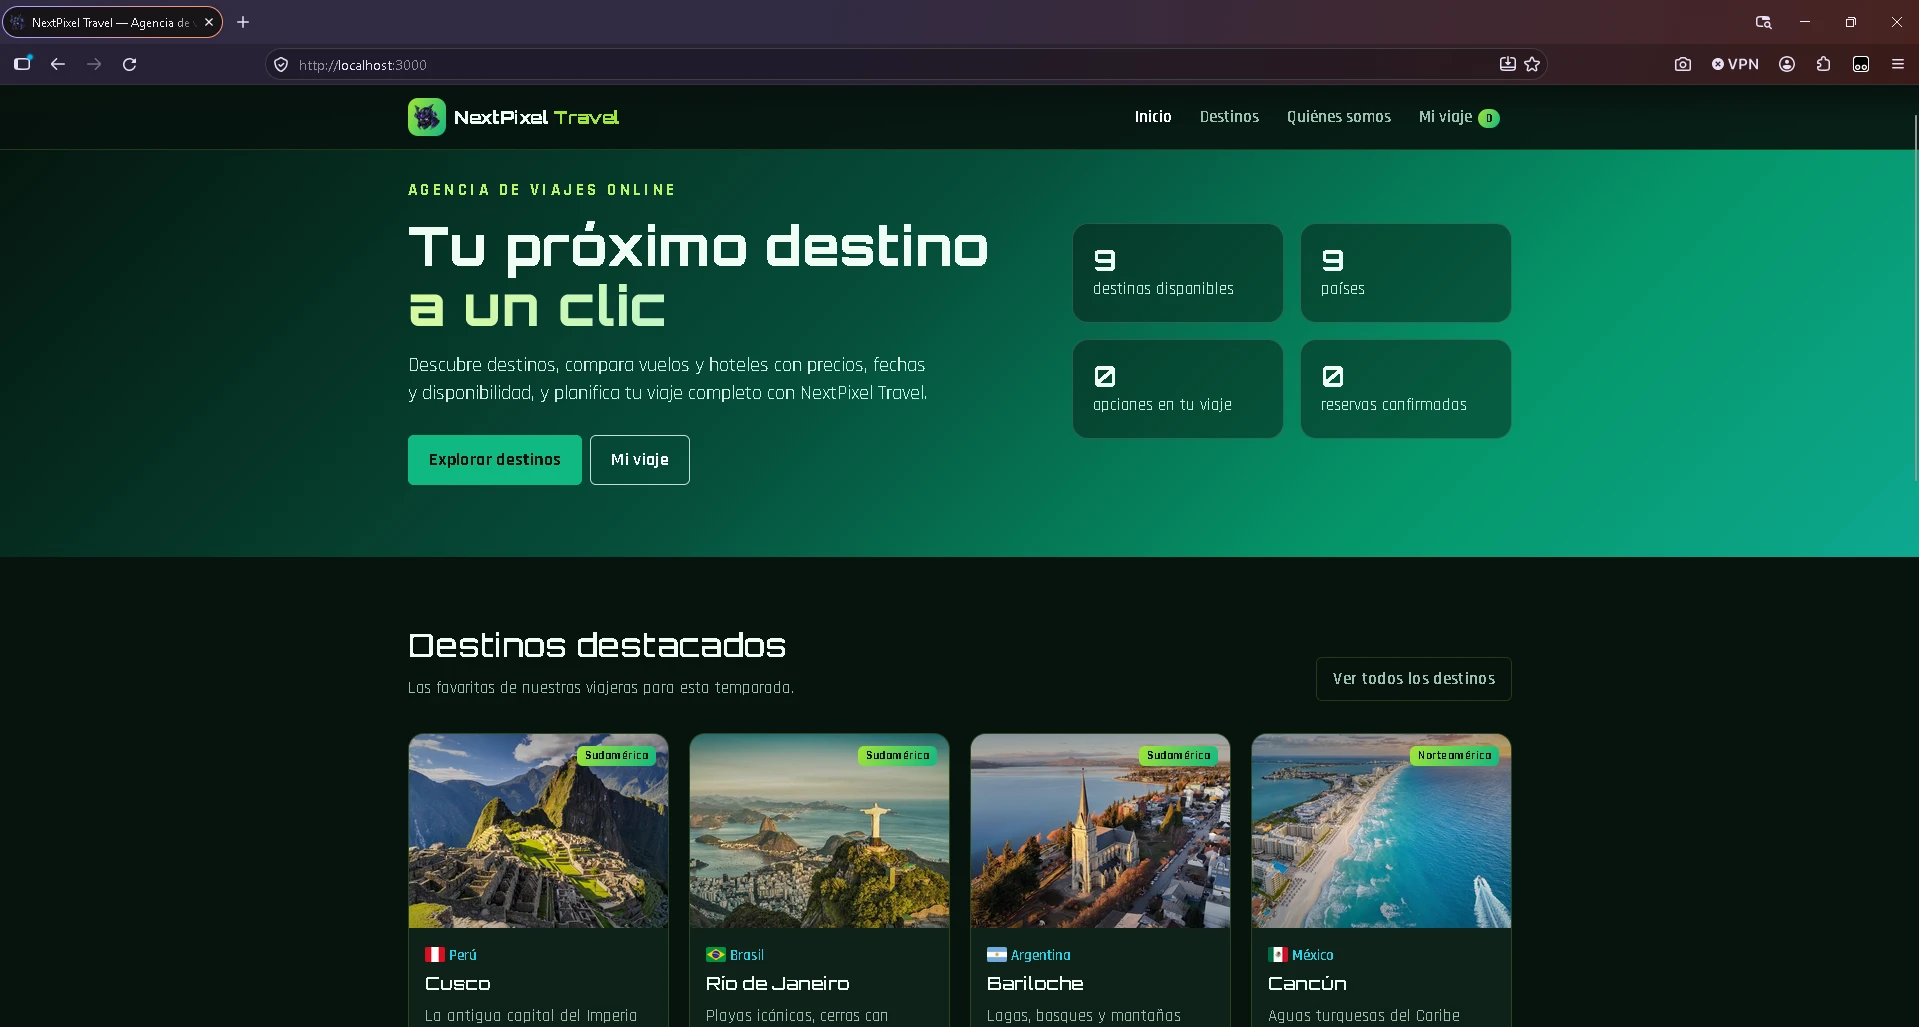 NextPixel Travel — Agencia de
http://localhost:3000
VPN
NextPixel Travel
Inicio
Destinos
Quiénes somos
Mi viaje 0
AGENCIA DE VIAJES ONLINE
Tu próximo destino
a un clic
Descubre destinos, compara vuelos y hoteles con precios, fechas
y disponibilidad, y planifica tu viaje completo con NextPixel Travel.
Explorar destinos
Mi viaje
9
destinos disponibles
9
países
0
opciones en tu viaje
0
reservas confirmadas
Destinos destacados
Los favoritos de nuestros viajeros para esta temporada.
Ver todos los destinos
Sudamérica
Sudamérica
Sudamérica
Norteamérica
Perú
Cusco
La antigua capital del Imperio
Brasil
Río de Janeiro
Playas icónicas, cerros con
Argentina
Bariloche
Lagos, bosques y montañas
México
Cancún
Aguas turquesas del Caribe